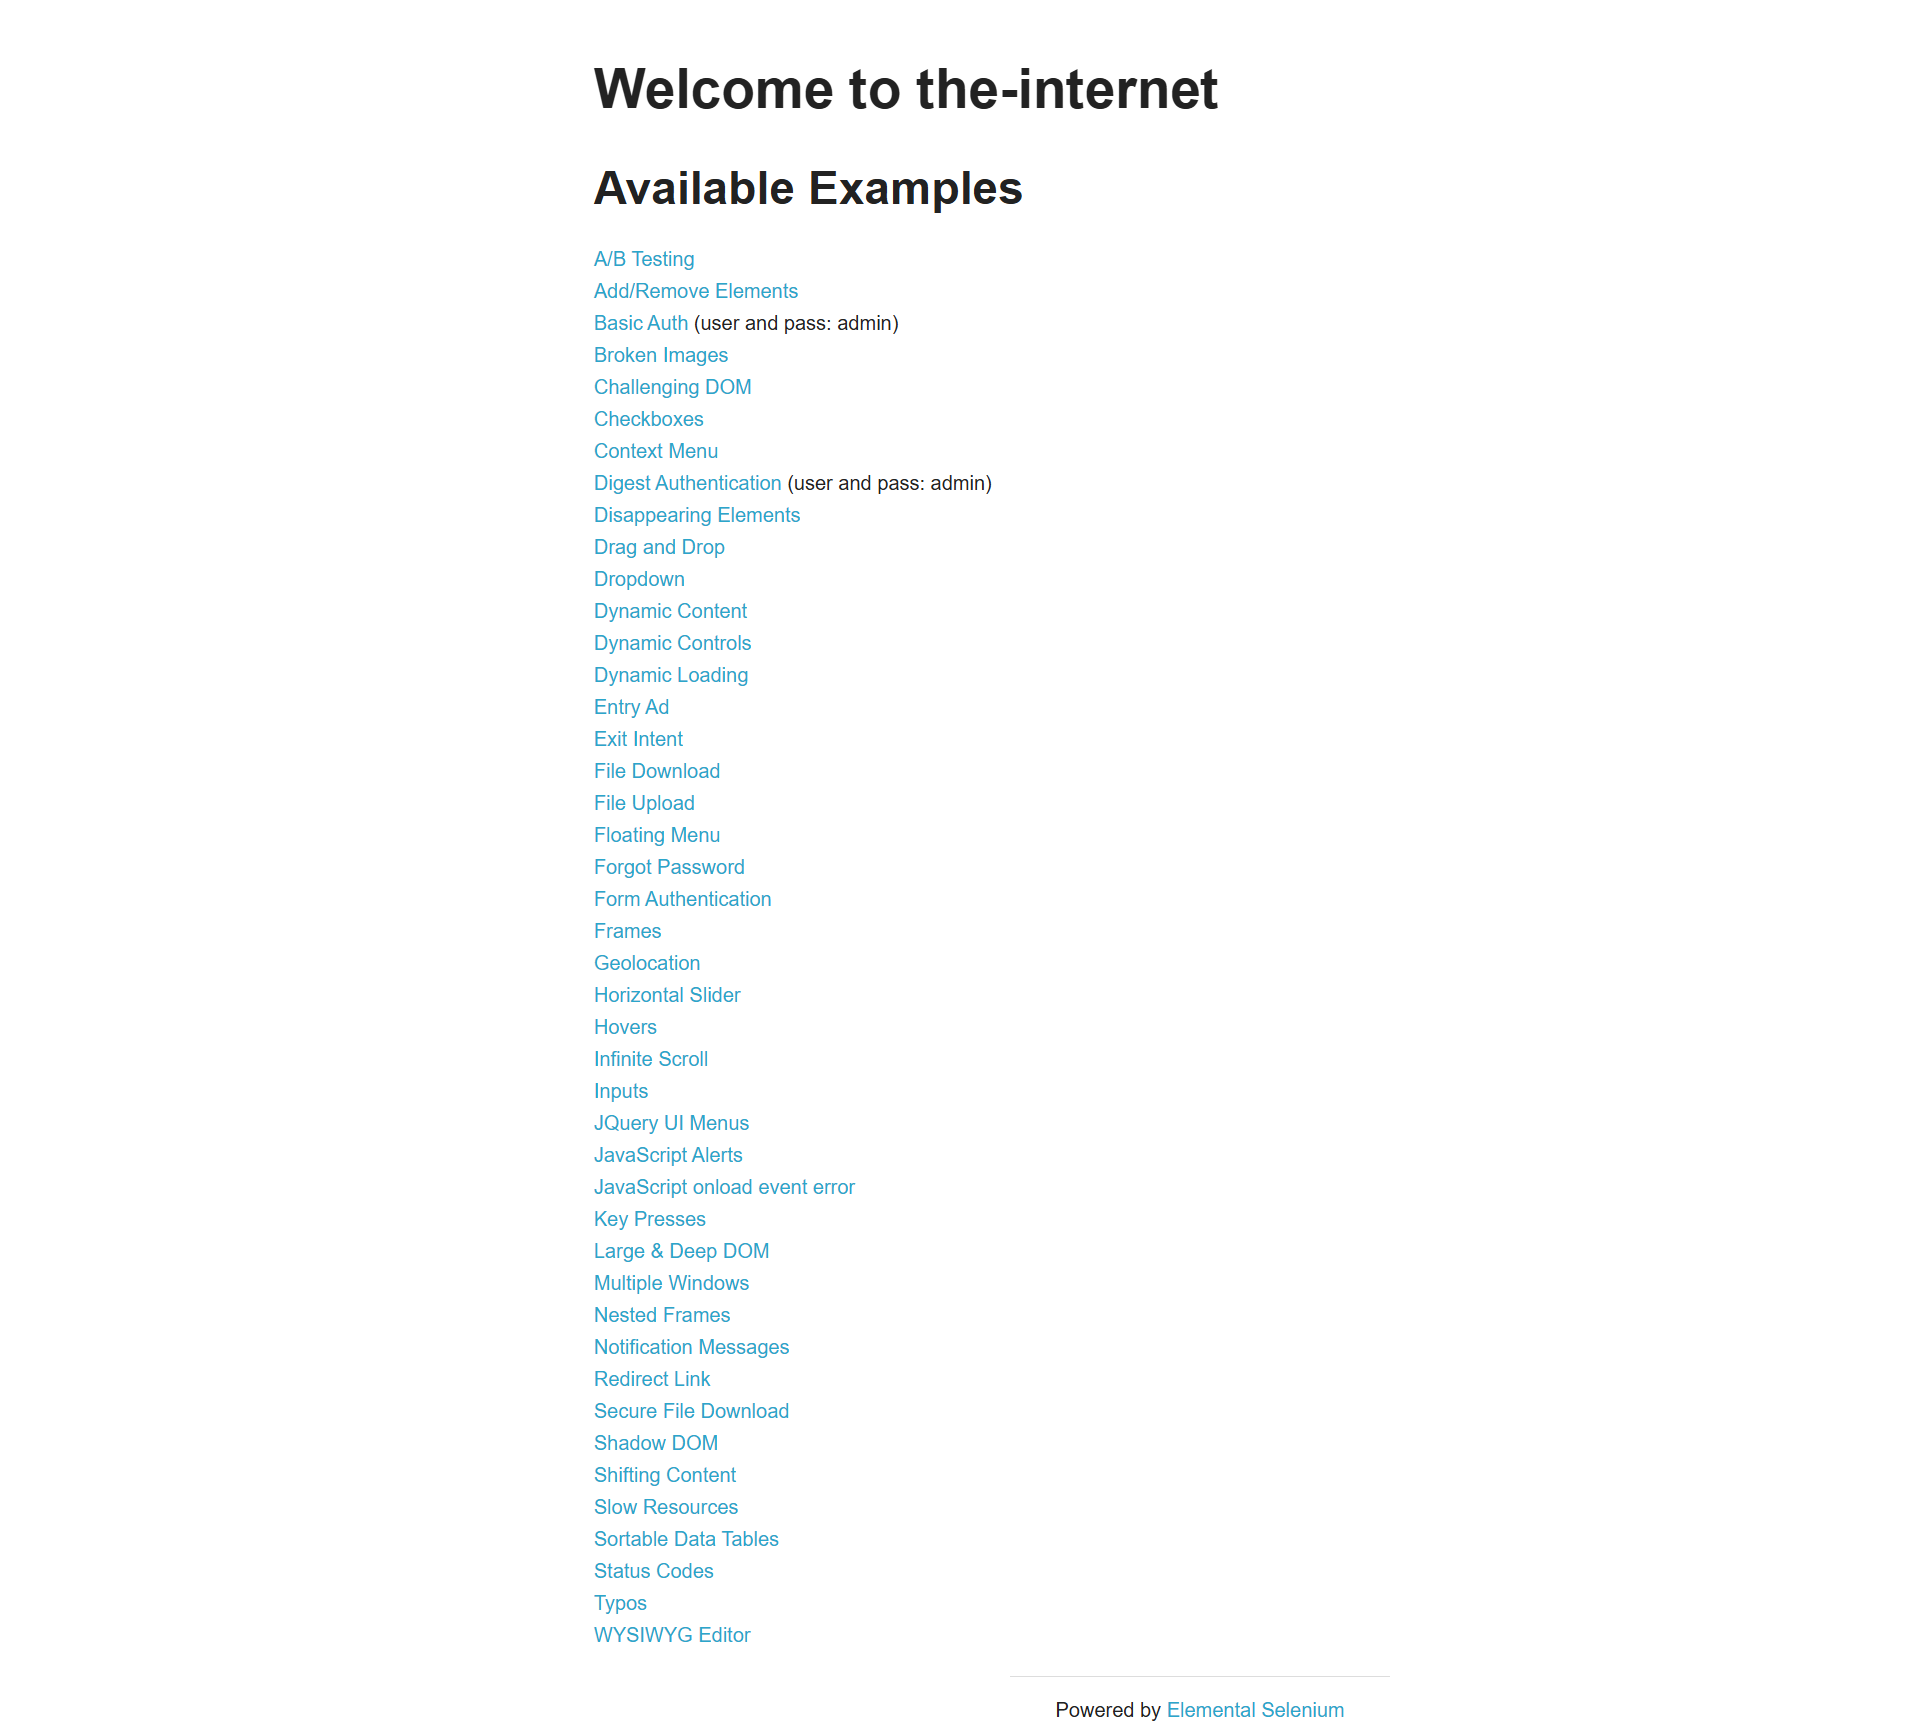 Welcome to the-internet
Available Examples
A/B Testing
Add/Remove Elements
Basic Auth (user and pass: admin)
Broken Images
Challenging DOM
Checkboxes
Context Menu
Digest Authentication (user and pass: admin)
Disappearing Elements
Drag and Drop
Dropdown
Dynamic Content
Dynamic Controls
Dynamic Loading
Entry Ad
Exit Intent
File Download
File Upload
Floating Menu
Forgot Password
Form Authentication
Frames
Geolocation
Horizontal Slider
Hovers
Infinite Scroll
Inputs
JQuery UI Menus
JavaScript Alerts
JavaScript onload event error
Key Presses
Large & Deep DOM
Multiple Windows
Nested Frames
Notification Messages
Redirect Link
Secure File Download
Shadow DOM
Shifting Content
Slow Resources
Sortable Data Tables
Status Codes
Typos
WYSIWYG Editor
Powered by Elemental Selenium